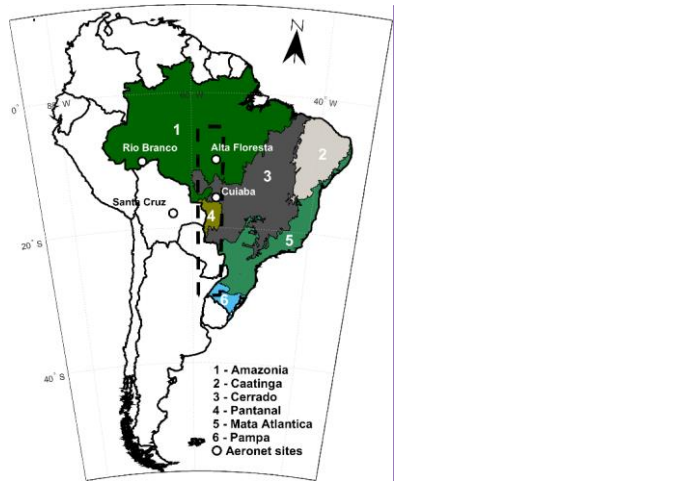 N
0° 80° W 40° W
1
Rio Branco Alta Floresta 2
3
Santa Cruz Cuiaba
4
20° S 5
6
40° S
1 - Amazonia
2 - Caatinga
3 - Cerrado
4 - Pantanal
5 - Mata Atlantica
6 - Pampa
Aeronet sites